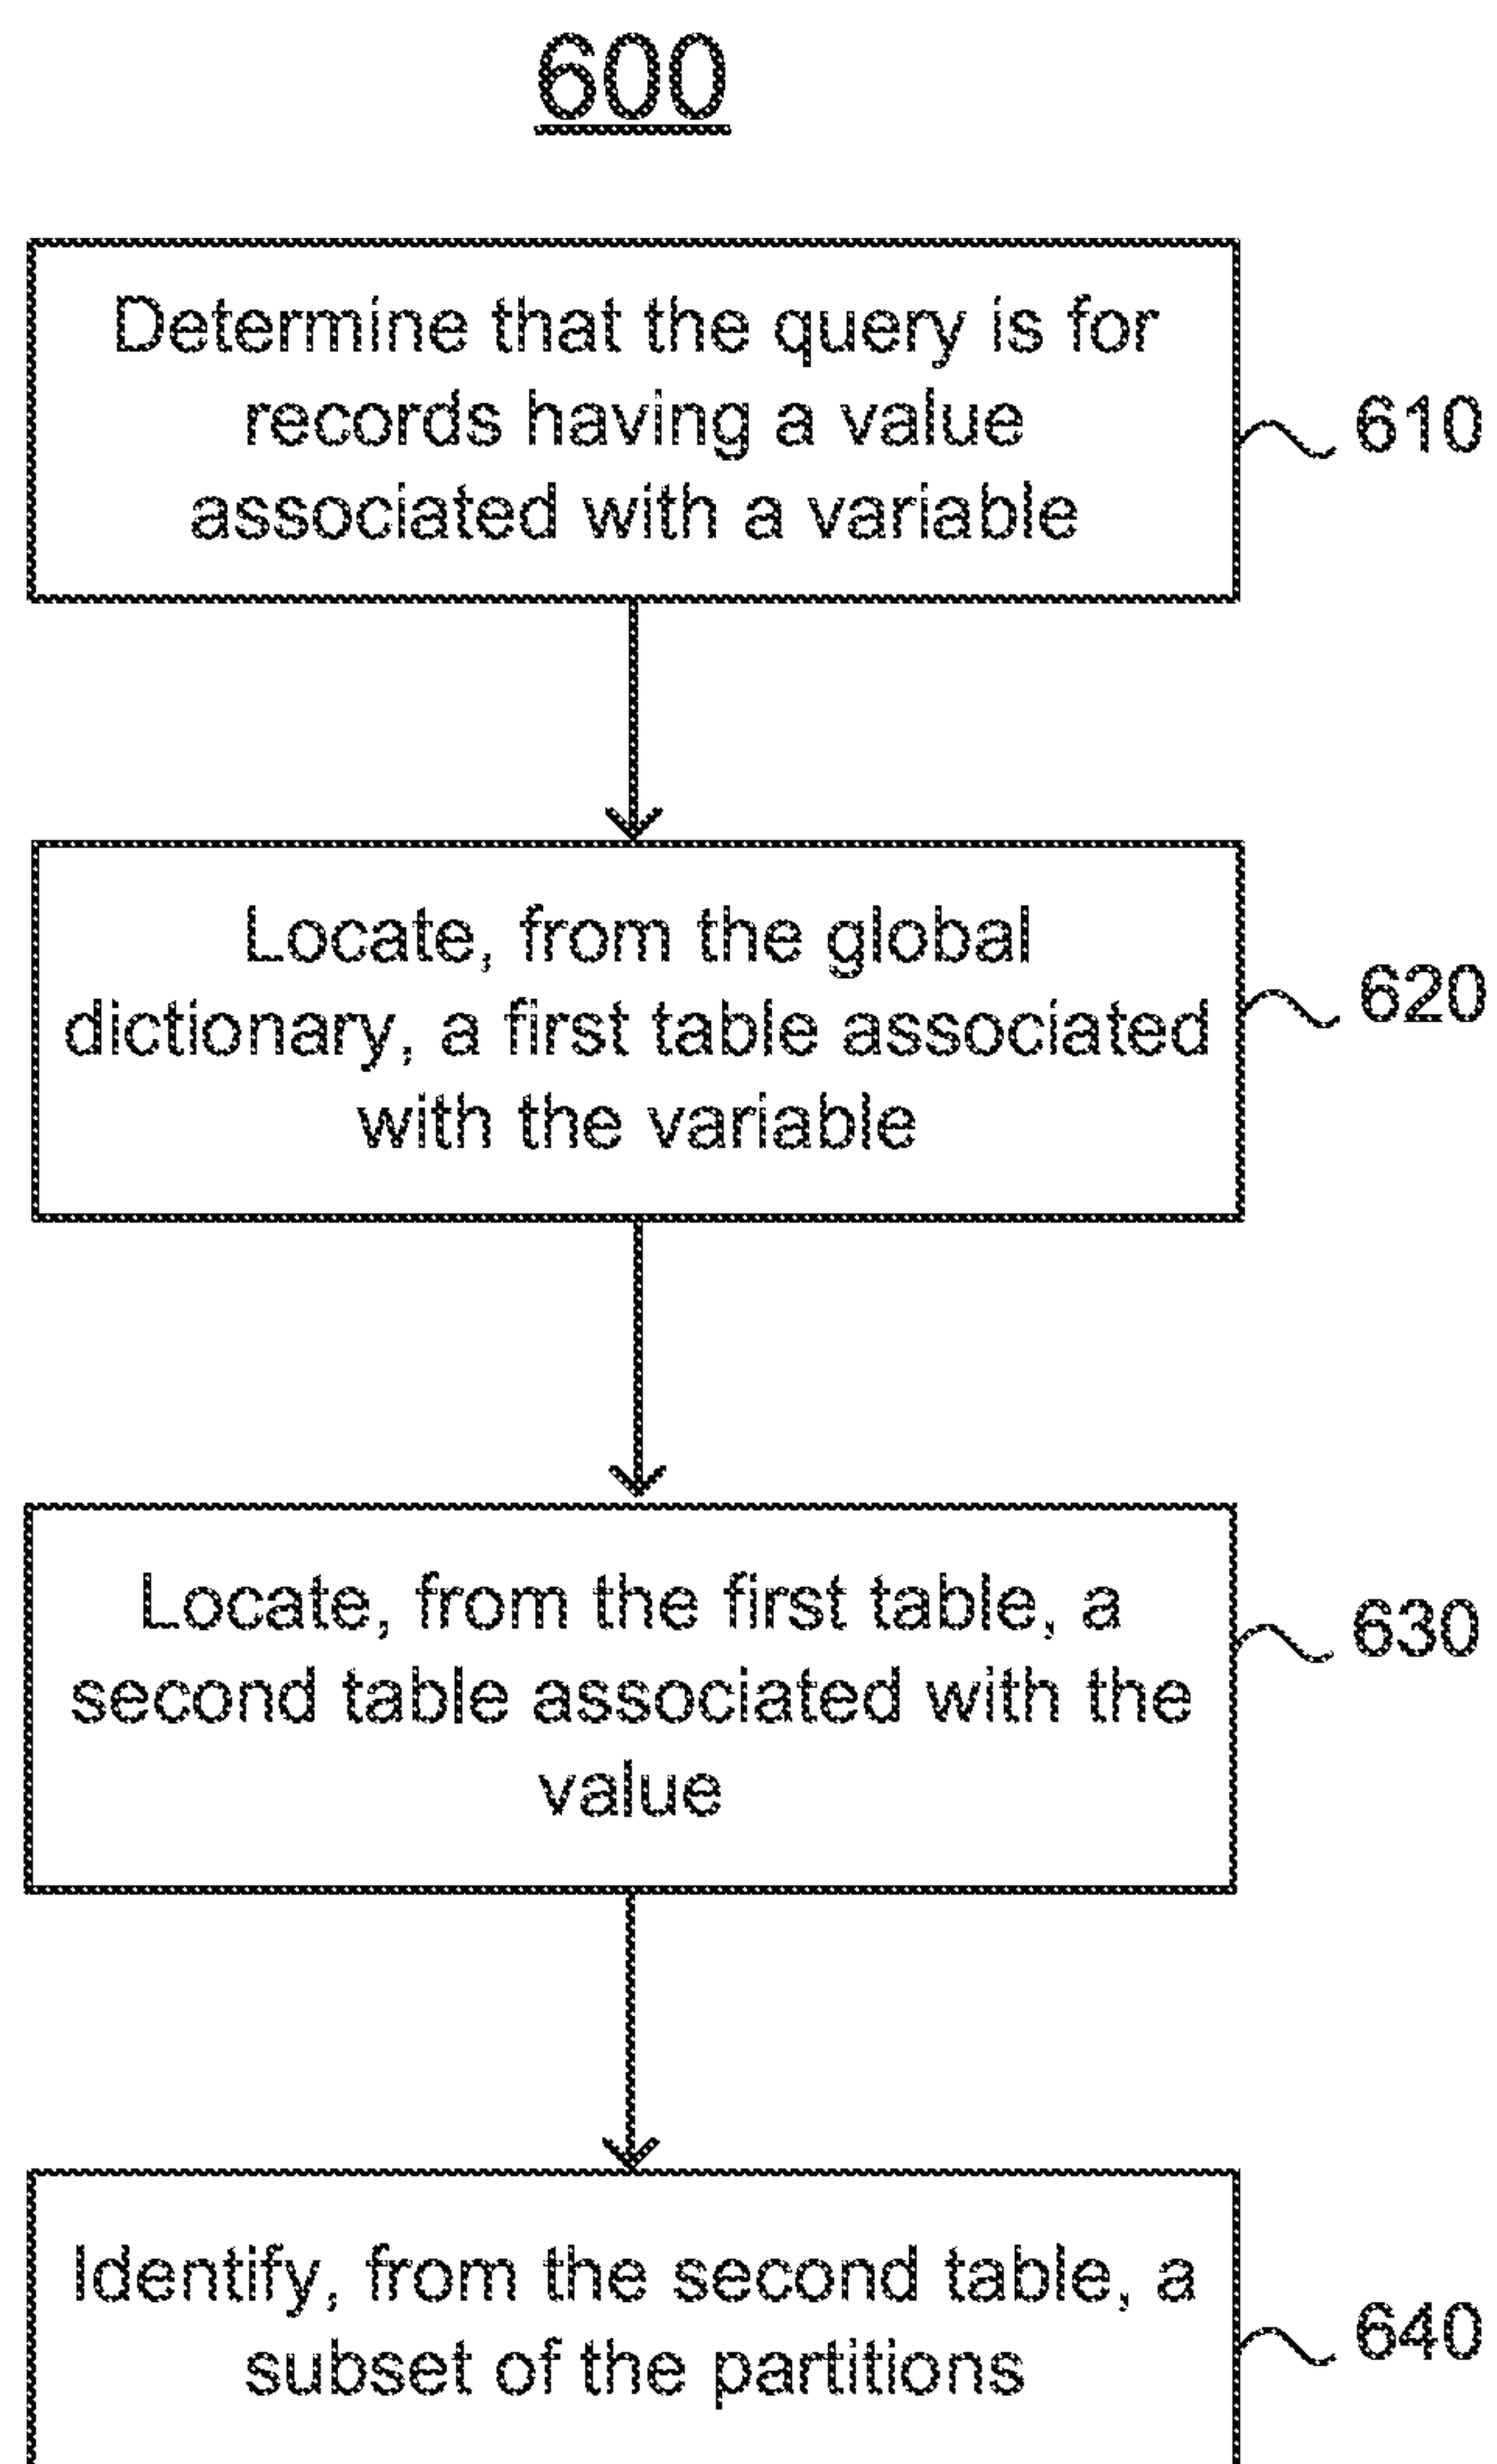 600
Determine that the query is for
records having a value
associated with a variable
610
Locate, from the global
dictionary, a first table associated
with the variable
620
Locate, from the first table, a
second table associated with the
value
630
Identify, from the second table, a
subset of the partitions
640